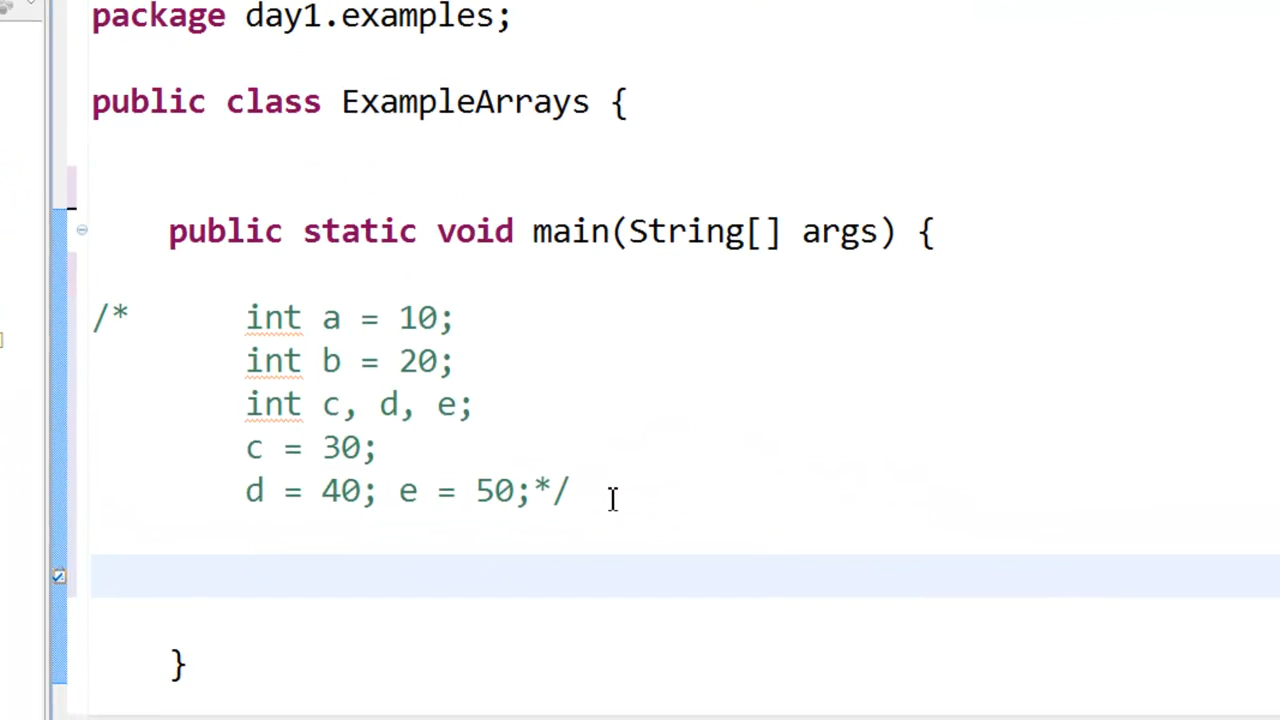 package day1.examples;
public class ExampleArrays {
public static void main(String[] args) {
/* int a = 10;
int b = 20;
int c, d, e;
c = 30;
d = 40; e = 50;*/
}